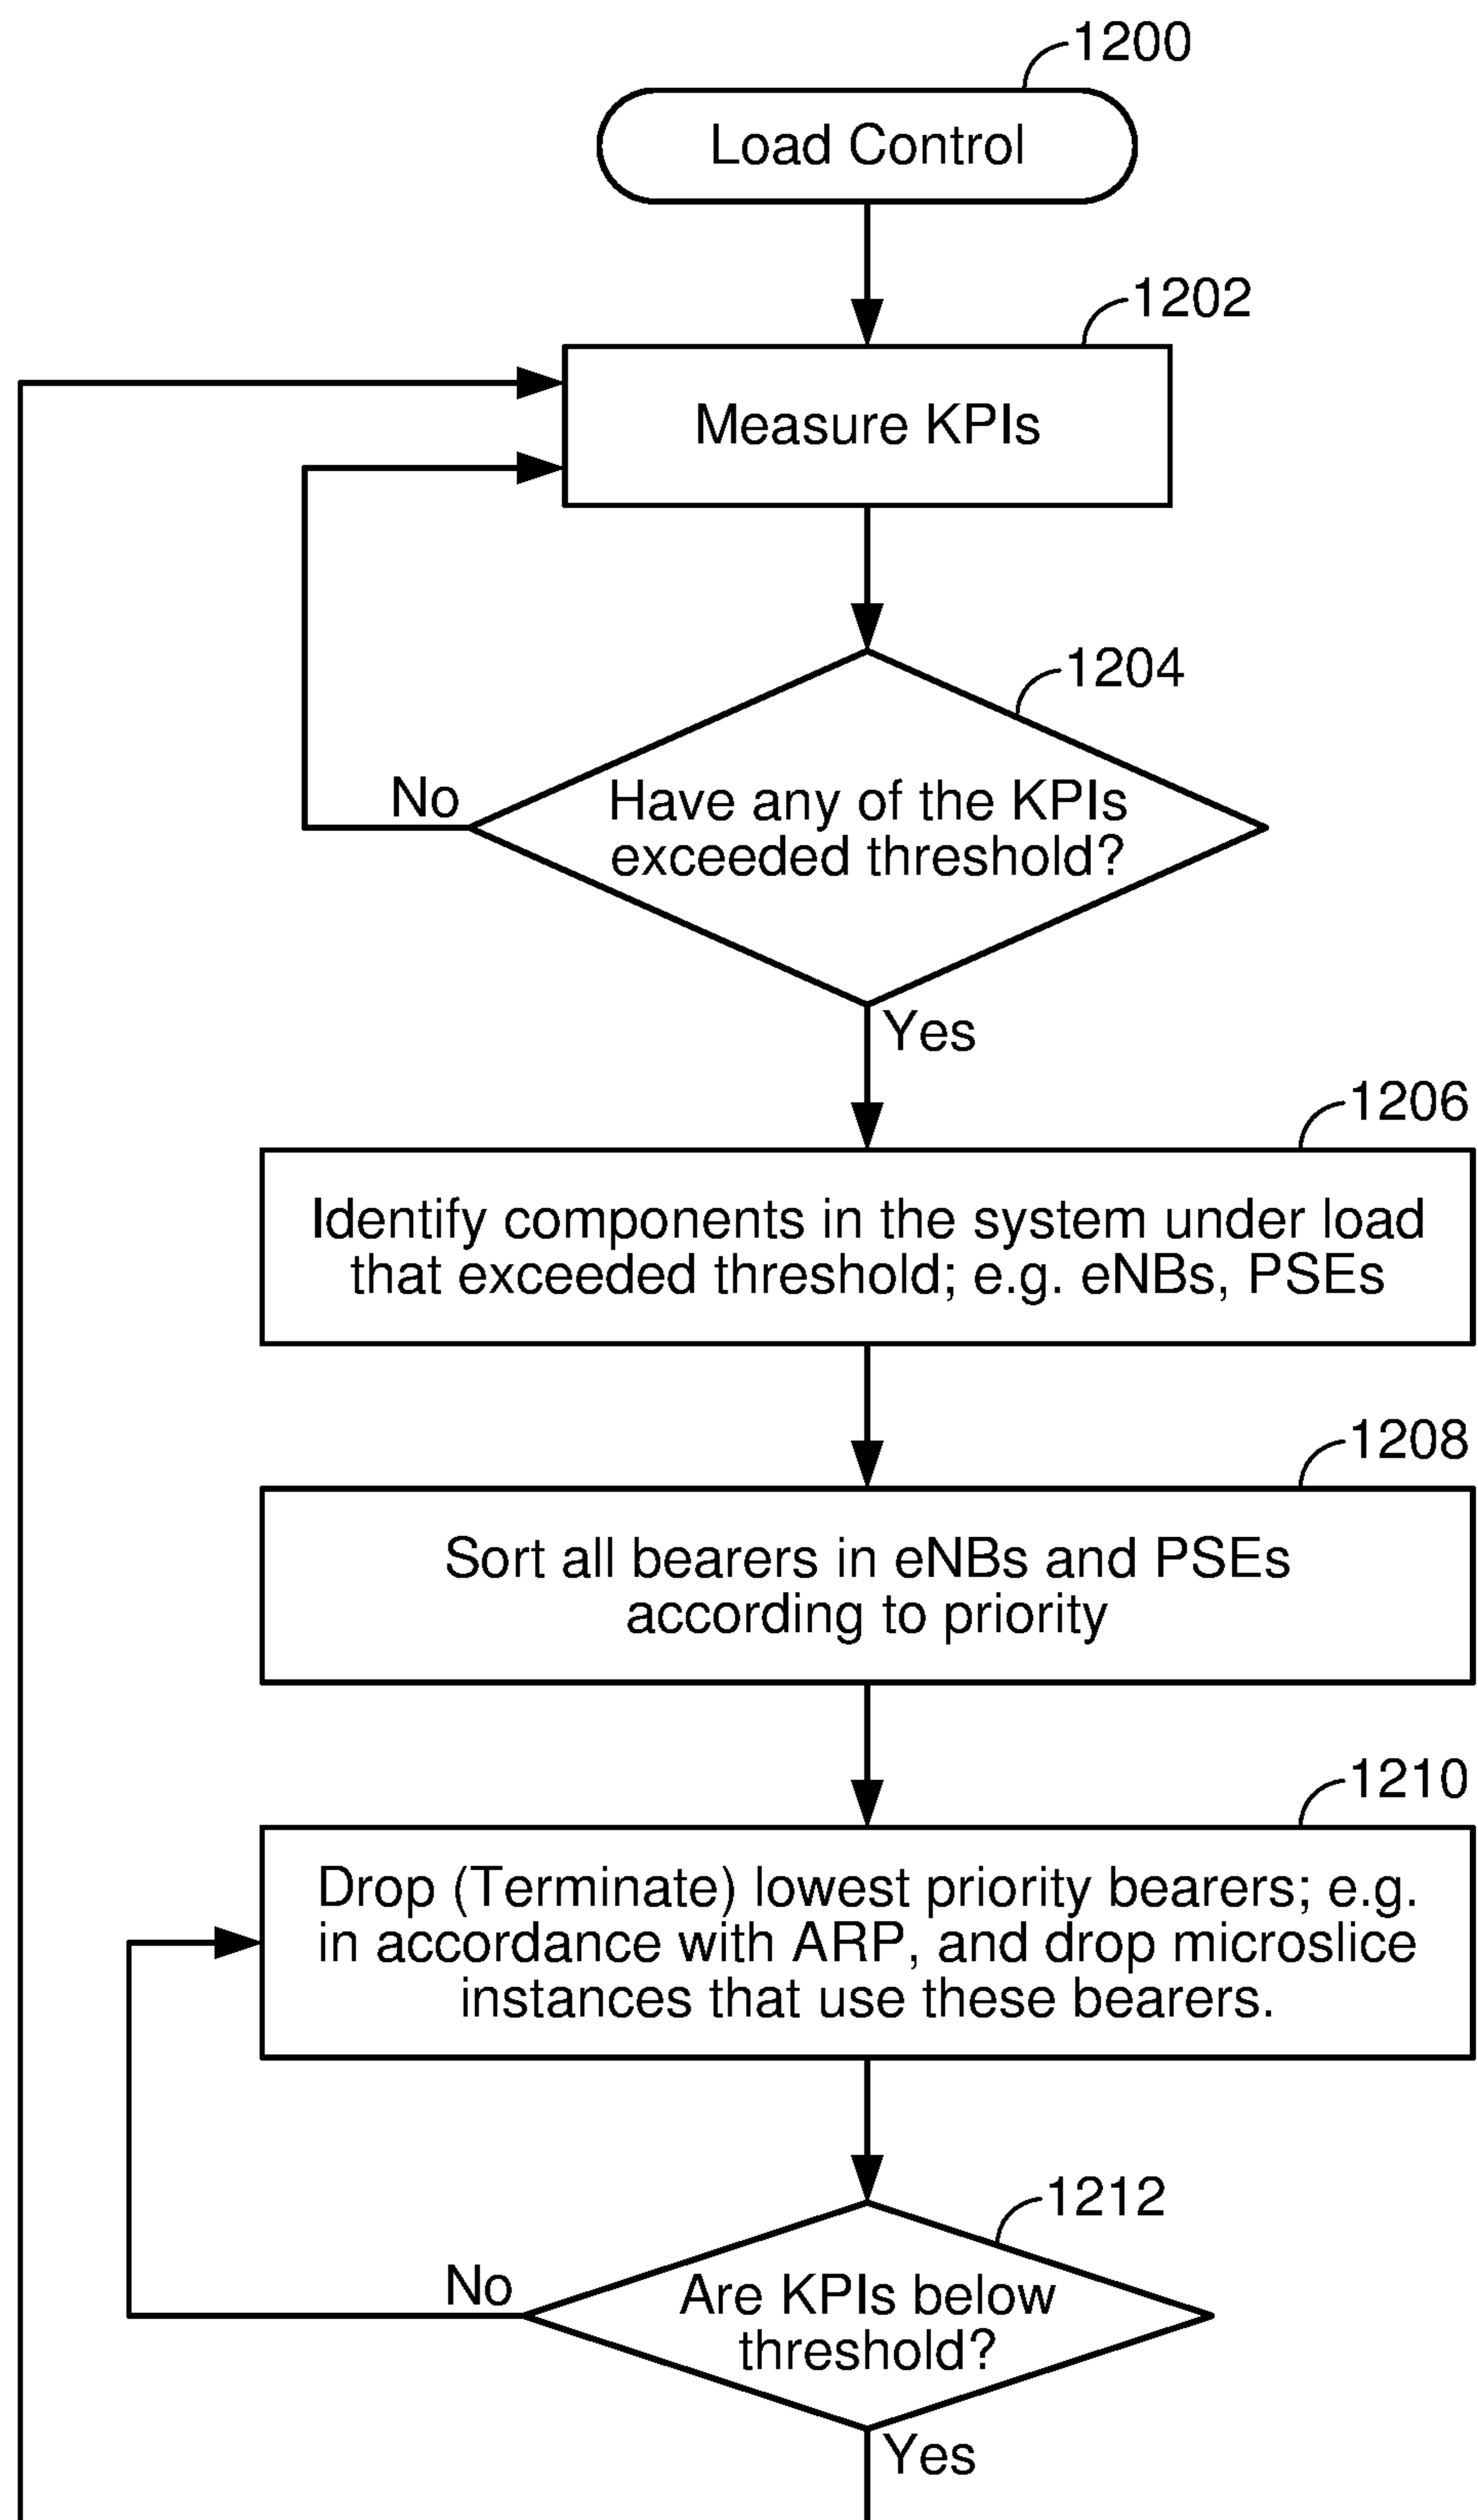 1200
Load Control
1202
Measure KPIs
1204
No
Have any of the KPIs
exceeded threshold?
Yes
1206
Identify components in the system under load
that exceeded threshold; e.g. eNBs, PSEs
1208
Sort all bearers in eNBs and PSEs
according to priority
1210
Drop (Terminate) lowest priority bearers; e.g.
in accordance with ARP, and drop microslice
instances that use these bearers.
1212
No
Are KPIs below
threshold?
Yes